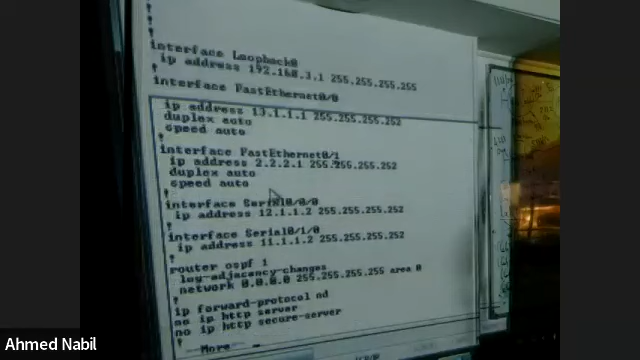 !
!
!
interface Loopback0
ip address 192.168.3.1 255.255.255.255
!
interface FastEthernet0/0
ip address 13.1.1.1 255.255.255.252
duplex auto
speed auto
!
interface FastEthernet0/1
ip address 2.2.2.1 255.255.255.252
duplex auto
speed auto
!
interface Serial0/0/0
ip address 12.1.1.2 255.255.255.252
!
interface Serial0/1/0
ip address 11.1.1.2 255.255.255.252
!
router ospf 1
log-adjacency-changes
network 0.0.0.0 255.255.255.255 area 0
!
ip forward-protocol nd
no ip http server
no ip http secure-server
!
--More--
Ahmed Nabil